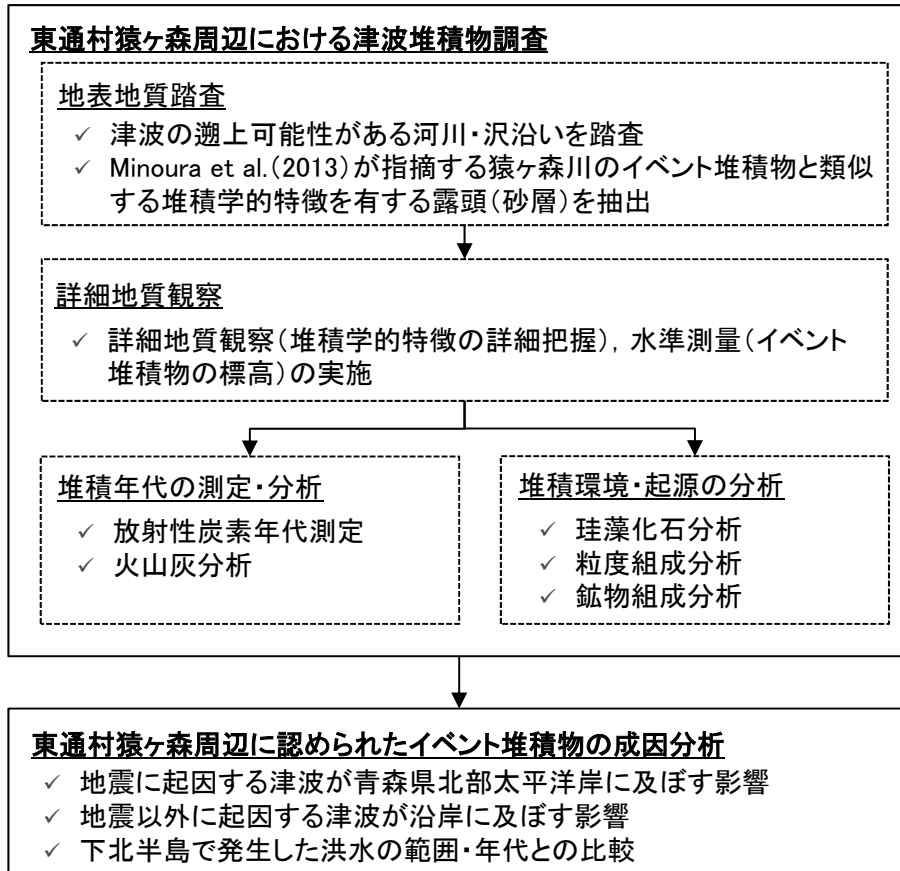 東通村猿ヶ森周辺における津波堆積物調査
地表地質踏査
✓ 津波の遡上可能性がある河川・沢沿いを踏査
✓ Minoura et al.(2013)が指摘する猿ヶ森川のイベント堆積物と類似
する堆積学的特徴を有する露頭(砂層)を抽出
詳細地質観察
✓ 詳細地質観察(堆積学的特徴の詳細把握),水準測量(イベント
堆積物の標高)の実施
堆積年代の測定・分析
✓ 放射性炭素年代測定
✓ 火山灰分析
堆積環境・起源の分析
✓ 珪藻化石分析
✓ 粒度組成分析
✓ 鉱物組成分析
東通村猿ヶ森周辺に認められたイベント堆積物の成因分析
✓ 地震に起因する津波が青森県北部太平洋岸に及ぼす影響
✓ 地震以外に起因する津波が沿岸に及ぼす影響
✓ 下北半島で発生した洪水の範囲・年代との比較